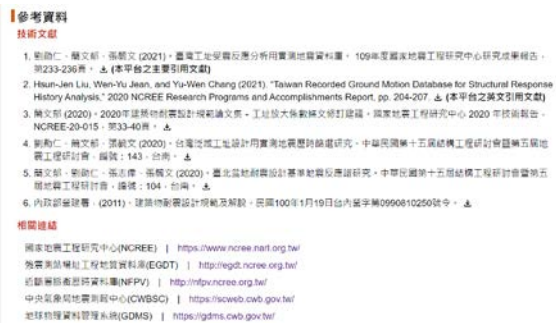 參考資料
技術文獻
1. 劉勛仁、簡文郁、張毓文 (2021)。臺灣工址受震反應分析用實測地震資料庫。 109年度國家地震工程研究中心研究成果報告,
第233-236頁。 (本平台之主要引用文獻)
2. Hsun-Jen Liu, Wen-Yu Jean, and Yu-Wen Chang (2021). "Taiwan Recorded Ground Motion Database for Structural Response
History Analysis," 2020 NCREE Research Programs and Accomplishments Report, pp. 204-207. (本平台之英文引用文獻)
3. 簡文郁 (2020)。2020年建築物耐震設計規範論文集 - 工址放大係數條文修訂建議。國家地震工程研究中心 2020 年技術報告,
NCREE-20-015,第33-40頁。
4. 劉勛仁、簡文郁、張毓文 (2020)。台灣泛域工址設計用實測地震歷時篩選研究。中華民國第十五屆結構工程研討會暨第五屆地
震工程研討會,編號:143,台南。
5. 簡文郁、劉勛仁、張志偉、張毓文 (2020)。臺北盆地耐震設計基準地震反應譜研究。中華民國第十五屆結構工程研討會暨第五
屆地震工程研討會,編號:104,台南。
6. 內政部營建署,(2011)。建築物耐震設計規範及解說。民國100年1月19日台內營字第0990810250號令。
相關連結
國家地震工程研究中心(NCREE) | https://www.ncree.narl.org.tw/
強震測站場址工程地質資料庫(EGDT) | http://egdt.ncree.org.tw/
近斷層脈衝歷時資料庫(NFPV) | http://nfpv.ncree.org.tw/
中央氣象局地震測報中心(CWBSC) | https://scweb.cwb.gov.tw/
地球物理資料管理系統(GDMS) | https://gdms.cwb.gov.tw/